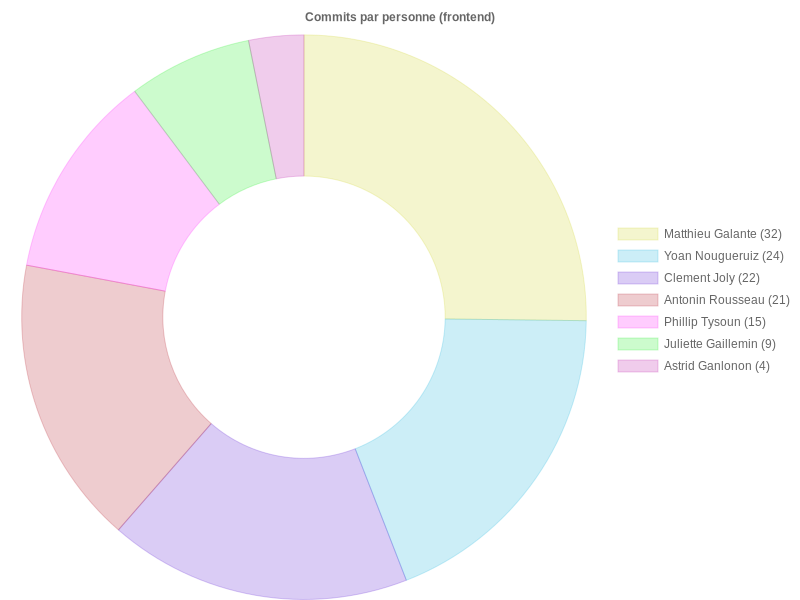 Commits par personne (frontend)
Matthieu Galante (32)
Yoan Nougueruiz (24)
Clement Joly (22)
Antonin Rousseau (21)
Phillip Tysoun (15)
Juliette Gaillemin (9)
Astrid Ganlonon (4)